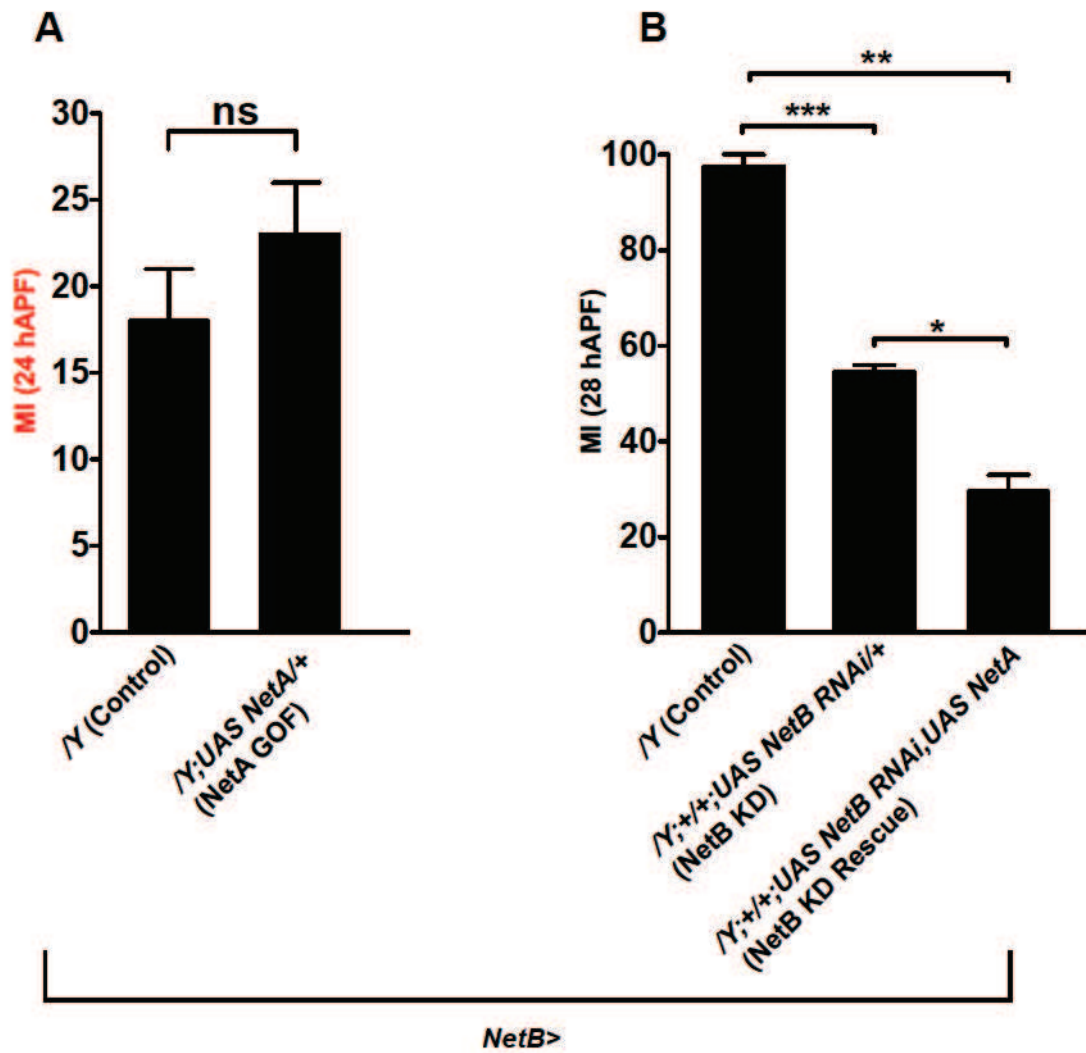 A
ns
30
25
20
15
10
5
0
MI (24 hAPF)
/Y (Control)
/Y;UAS NetA/+
(NetA GOF)
B
**
***
*
100
80
60
40
20
0
MI (28 hAPF)
/Y (Control)
/Y;+/+;UAS NetB RNAi/+
(NetB KD)
/Y;+/+;UAS NetB RNAi,UAS NetA
(NetB KD Rescue)
NetB>